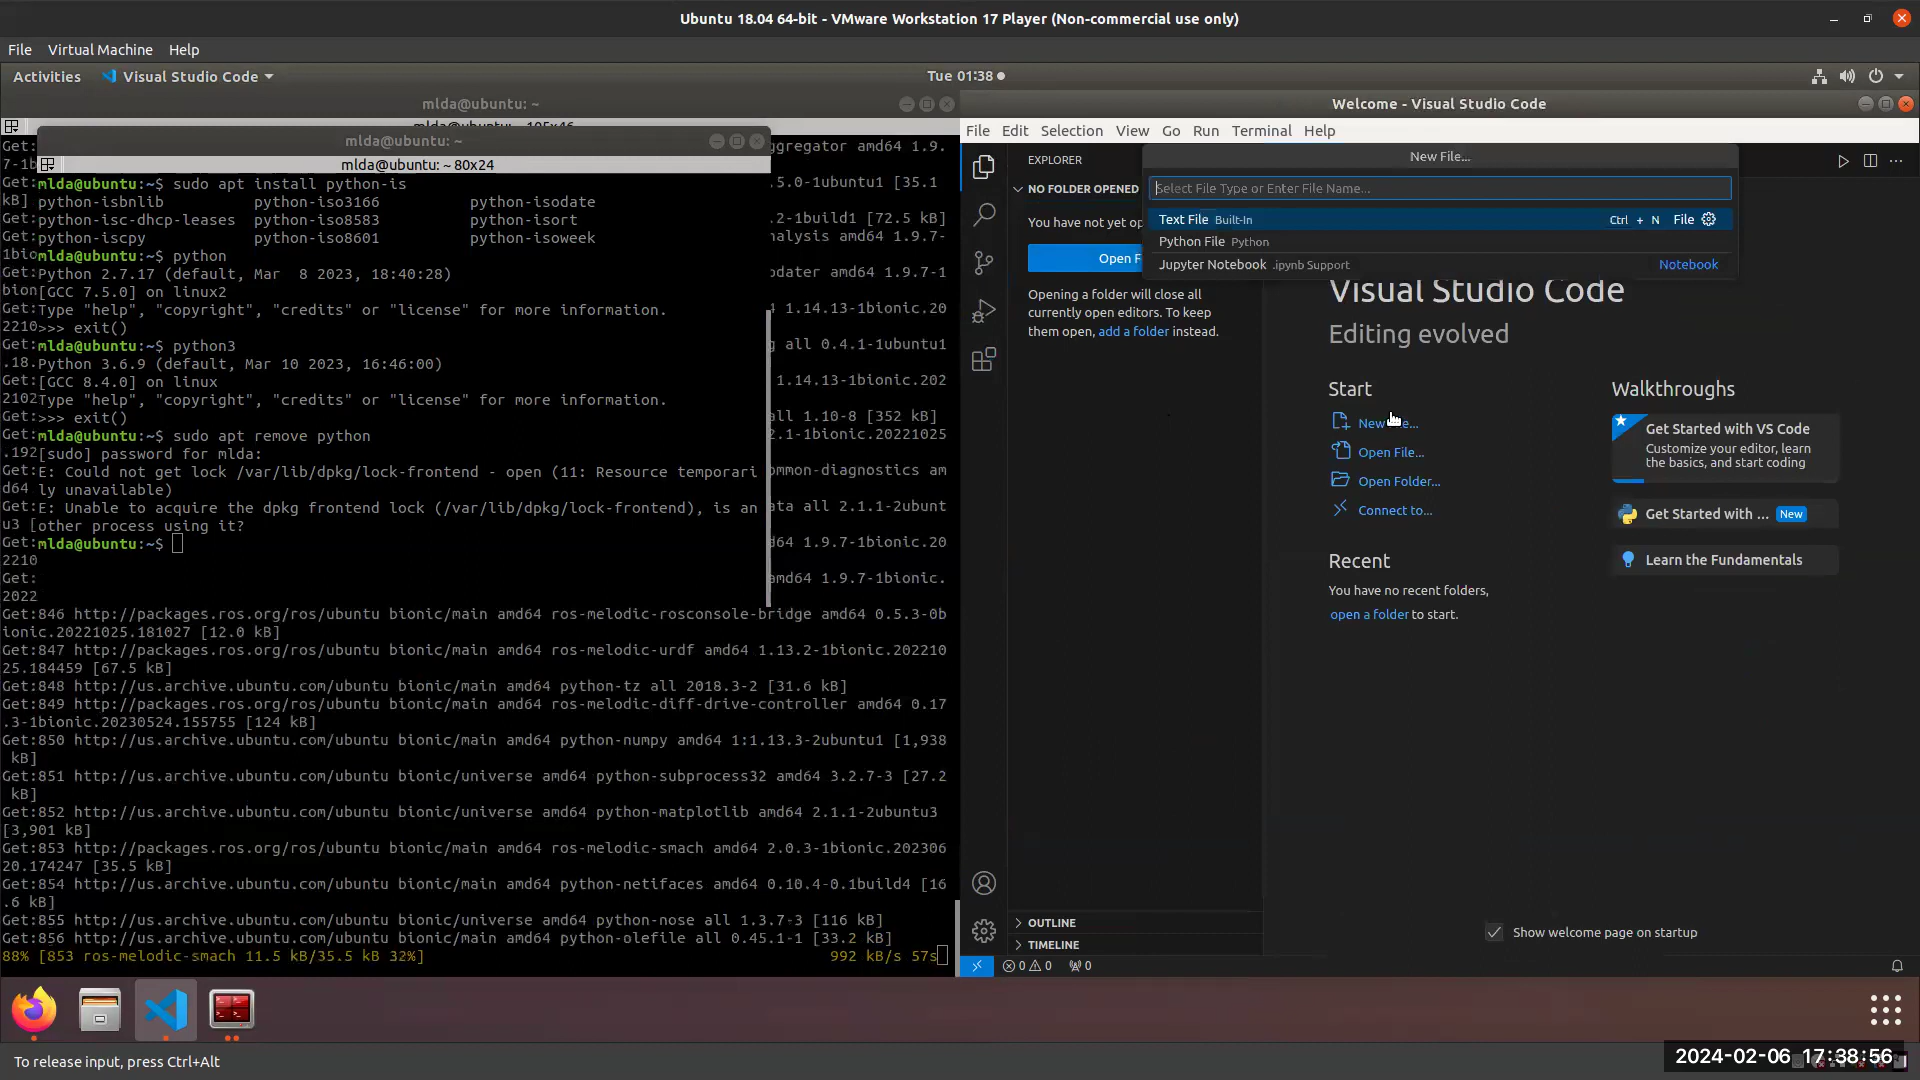 Ubuntu 18.04 64-bit - VMware Workstation 17 Player (Non-commercial use only)
File Virtual Machine Help
Activities Visual Studio Code Tue 01:38
mlda@ubuntu: ~
mlda@ubuntu: ~
mlda@ubuntu: ~ 80x24
mlda@ubuntu:~$ sudo apt install python-is
python-isbnlib python-iso3166 python-isodate
python-isc-dhcp-leases python-iso8583 python-isort
python-iscpy python-iso8601 python-isoweek
mlda@ubuntu:~$ python
Python 2.7.17 (default, Mar 8 2023, 18:40:28)
[GCC 7.5.0] on linux2
Type "help", "copyright", "credits" or "license" for more information.
>>> exit()
mlda@ubuntu:~$ python3
Python 3.6.9 (default, Mar 10 2023, 16:46:00)
[GCC 8.4.0] on linux
Type "help", "copyright", "credits" or "license" for more information.
>>> exit()
mlda@ubuntu:~$ sudo apt remove python
[sudo] password for mlda:
E: Could not get lock /var/lib/dpkg/lock-frontend - open (11: Resource temporari
ly unavailable)
E: Unable to acquire the dpkg frontend lock (/var/lib/dpkg/lock-frontend), is an
other process using it?
mlda@ubuntu:~$
Get:846 http://packages.ros.org/ros/ubuntu bionic/main amd64 ros-melodic-rosconsole-bridge amd64 0.5.3-0b
ionic.20221025.181027 [12.0 kB]
Get:847 http://packages.ros.org/ros/ubuntu bionic/main amd64 ros-melodic-urdf amd64 1.13.2-1bionic.202210
25.184459 [67.5 kB]
Get:848 http://us.archive.ubuntu.com/ubuntu bionic/main amd64 python-tz all 2018.3-2 [31.6 kB]
Get:849 http://packages.ros.org/ros/ubuntu bionic/main amd64 ros-melodic-diff-drive-controller amd64 0.17
.3-1bionic.20230524.155755 [124 kB]
Get:850 http://us.archive.ubuntu.com/ubuntu bionic/main amd64 python-numpy amd64 1:1.13.3-2ubuntu1 [1,938
kB]
Get:851 http://us.archive.ubuntu.com/ubuntu bionic/universe amd64 python-subprocess32 amd64 3.2.7-3 [27.2
kB]
Get:852 http://us.archive.ubuntu.com/ubuntu bionic/universe amd64 python-matplotlib amd64 2.1.1-2ubuntu3
[3,901 kB]
Get:853 http://packages.ros.org/ros/ubuntu bionic/main amd64 ros-melodic-smach amd64 2.0.3-1bionic.202306
20.174247 [35.5 kB]
Get:854 http://us.archive.ubuntu.com/ubuntu bionic/main amd64 python-netifaces amd64 0.10.4-0.1build4 [16
.6 kB]
Get:855 http://us.archive.ubuntu.com/ubuntu bionic/universe amd64 python-nose all 1.3.7-3 [116 kB]
Get:856 http://us.archive.ubuntu.com/ubuntu bionic/main amd64 python-olefile all 0.45.1-1 [33.2 kB]
88% [853 ros-melodic-smach 11.5 kB/35.5 kB 32%] 992 kB/s 57s
Welcome - Visual Studio Code
File Edit Selection View Go Run Terminal Help
EXPLORER
NO FOLDER OPENED
You have not yet op
Open F
Opening a folder will close all
currently open editors. To keep
them open, add a folder instead.
OUTLINE
TIMELINE
New File...
Select File Type or Enter File Name...
Text File Built-In Ctrl + N File
Python File Python
Jupyter Notebook .ipynb Support Notebook
Visual Studio Code
Editing evolved
Start
New
Open File...
Open Folder...
Connect to...
Recent
You have no recent folders,
open a folder to start.
Walkthroughs
Get Started with VS Code
Customize your editor, learn
the basics, and start coding
Get Started with ... New
Learn the Fundamentals
Show welcome page on startup
0 0 0
To release input, press Ctrl+Alt
2024-02-06 17:38:56